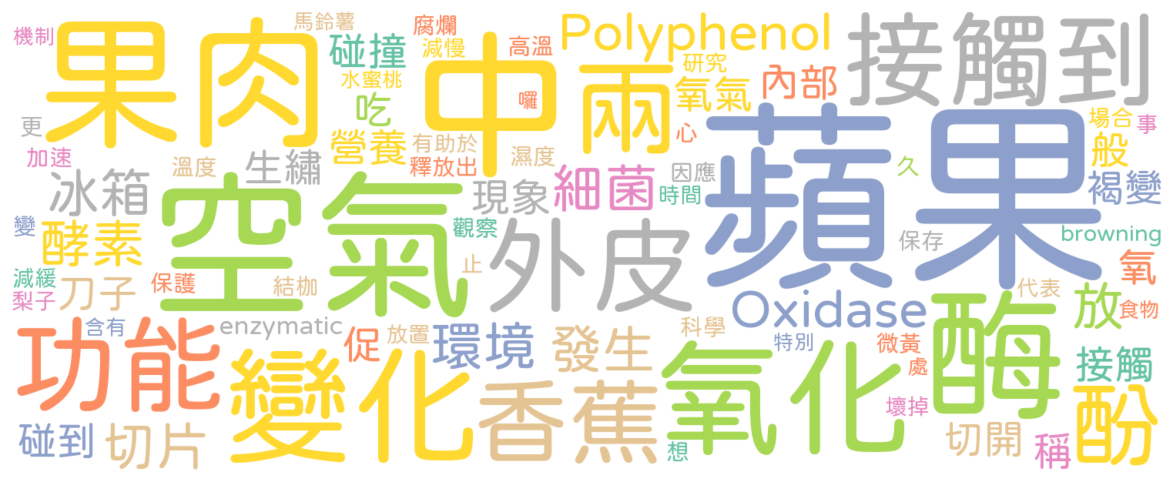 果肉
中
兩
接觸到
蘋果
空氣
外皮
功能
變化
香蕉
氧化
酶
酚
Polyphenol
Oxidase
馬鈴薯
腐爛
機制
碰撞
減慢
高溫
研究
水蜜桃
氧氣
內部
囉
吃
更
營養
有助於
心
場合
事
般
加速
溫度
生繡
釋放出
濕度
因應
久
褐變
冰箱
現象
細菌
時間
變
酵素
觀察
保存
browning
減緩
梨子
刀子
保護
結枷
止
氧
代表
食物
放
含有
enzymatic
促
放置
環境
發生
科學
特別
微黃
處
接觸
壞掉
碰到
切片
想
切開
稱